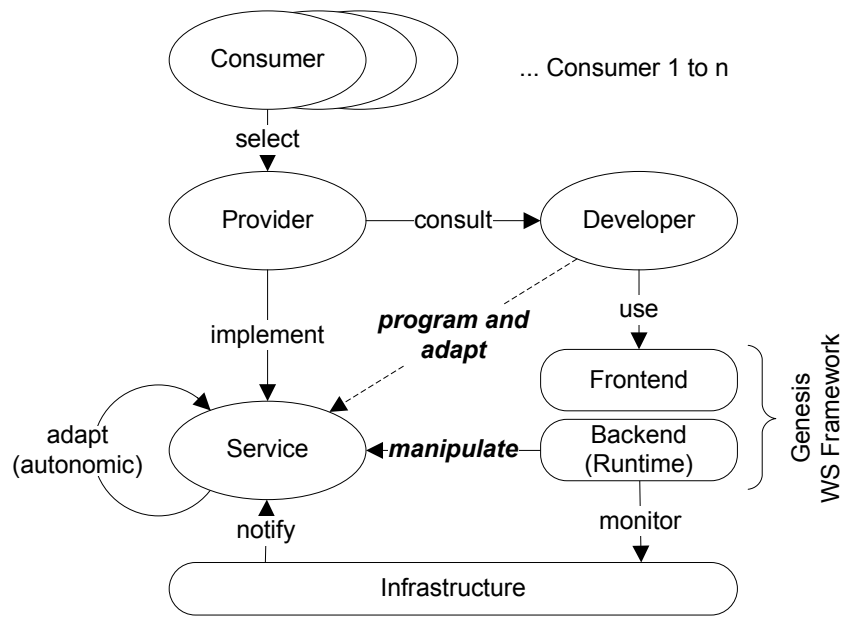 Consumer
... Consumer 1 to n
select
Provider
consult
Developer
implement
program and
adapt
use
Frontend
adapt
(autonomic)
Service
manipulate
Backend
(Runtime)
Genesis
WS Framework
notify
monitor
Infrastructure